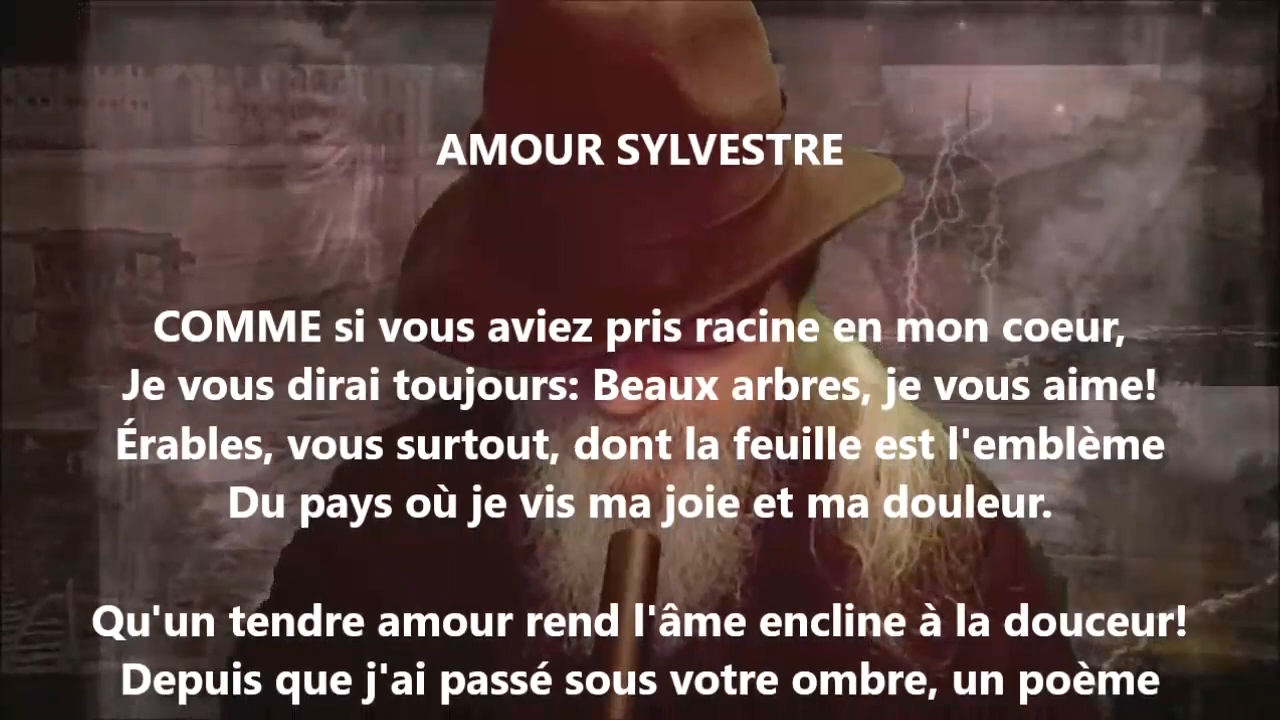 AMOUR SYLVESTRE
COMME si vous aviez pris racine en mon coeur,
Je vous dirai toujours: Beaux arbres, je vous aime!
Érables, vous surtout, dont la feuille est l'emblème
Du pays où je vis ma joie et ma douleur.
Qu'un tendre amour rend l'âme encline à la douceur!
Depuis que j'ai passé sous votre ombre, un poème